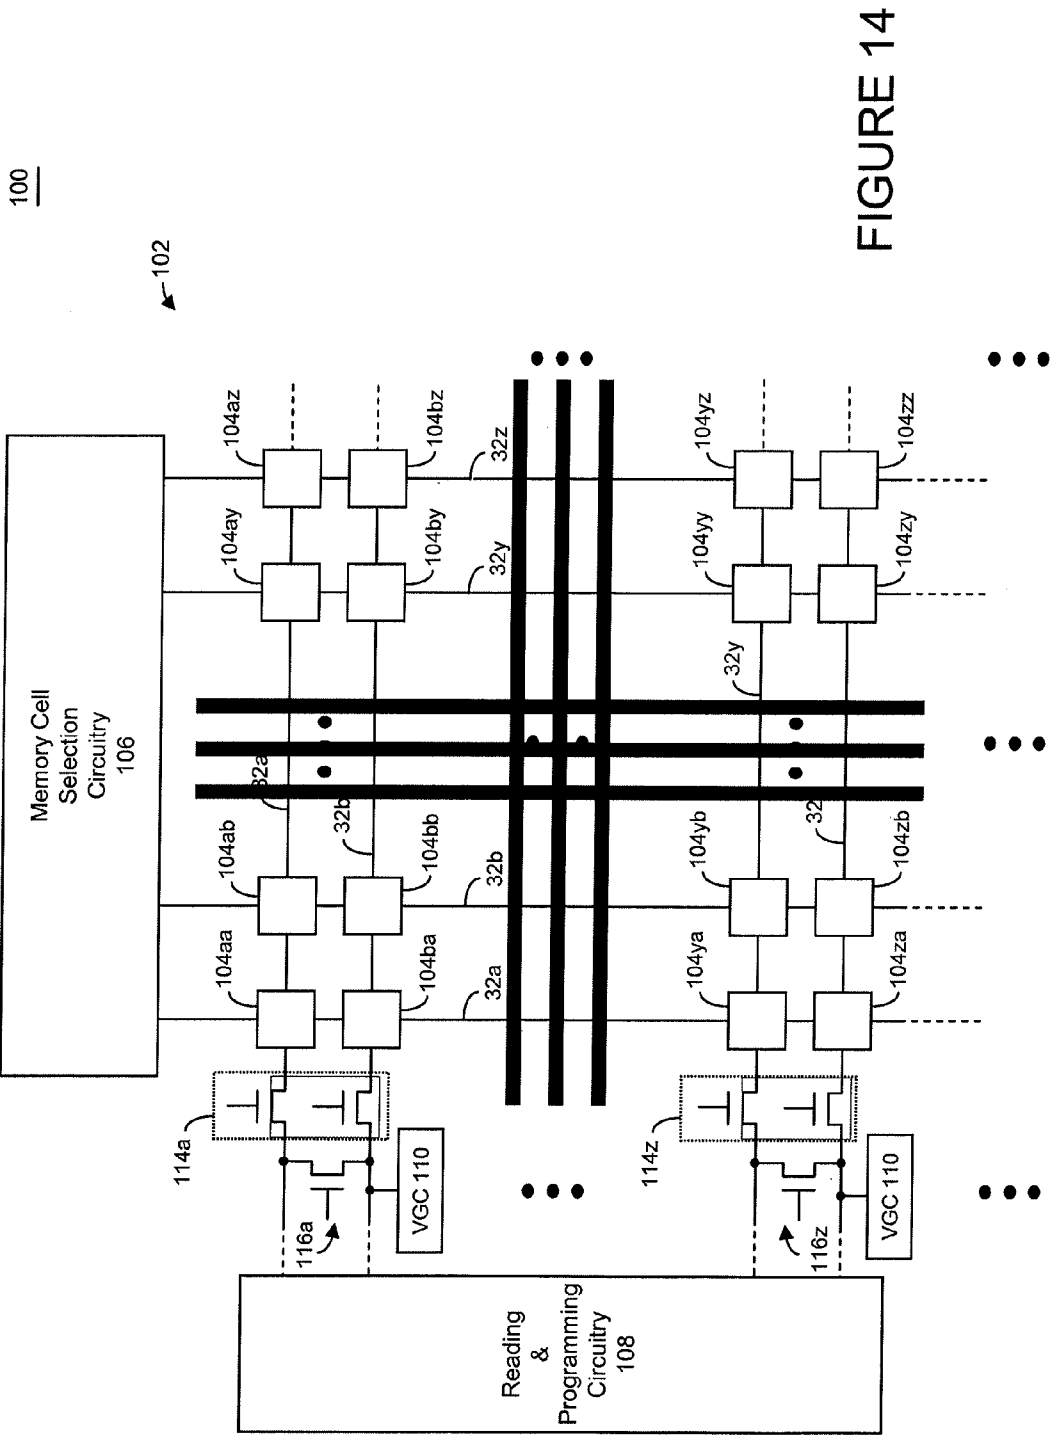 100
102
Memory Cell
Selection
Circuitry
106
104aa
104ab
104ay
104az
104ba
104bb
104by
104bz
32a
32b
32a
32b
32y
32z
114a
116a
VGC 110
Reading
&
Programming
Circuitry
108
104ya
104yb
104yy
104yz
32y
104za
104zb
104zy
104zz
32
114z
116z
VGC 110
FIGURE 14